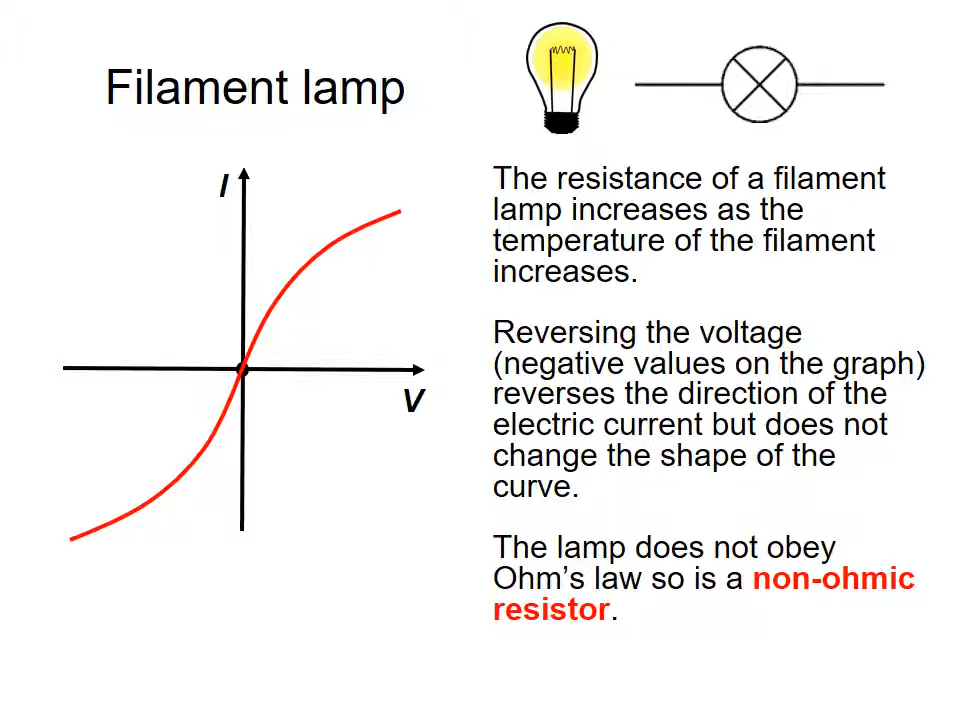 Filament lamp
I
V
The resistance of a filament
lamp increases as the
temperature of the filament
increases.
Reversing the voltage
(negative values on the graph)
reverses the direction of the
electric current but does not
change the shape of the
curve.
The lamp does not obey
Ohm’s law so is a non-ohmic
resistor.